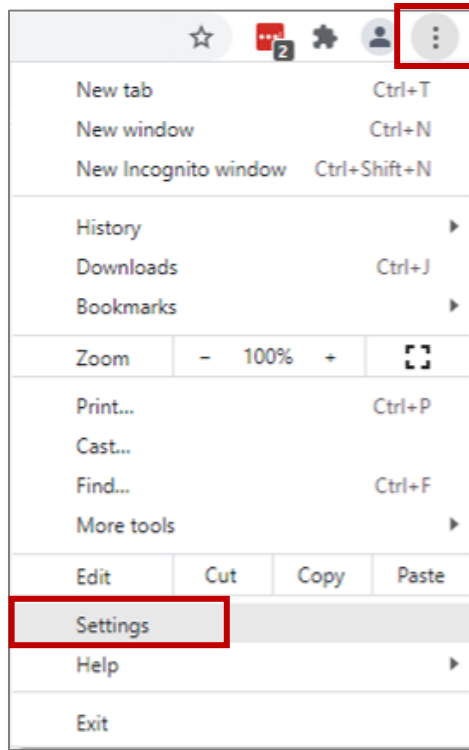 2
New tab Ctrl+T
New window Ctrl+N
New Incognito window Ctrl+Shift+N
History
Downloads Ctrl+J
Bookmarks
Zoom - 100% +
Print... Ctrl+P
Cast...
Find... Ctrl+F
More tools
Edit Cut Copy Paste
Settings
Help
Exit